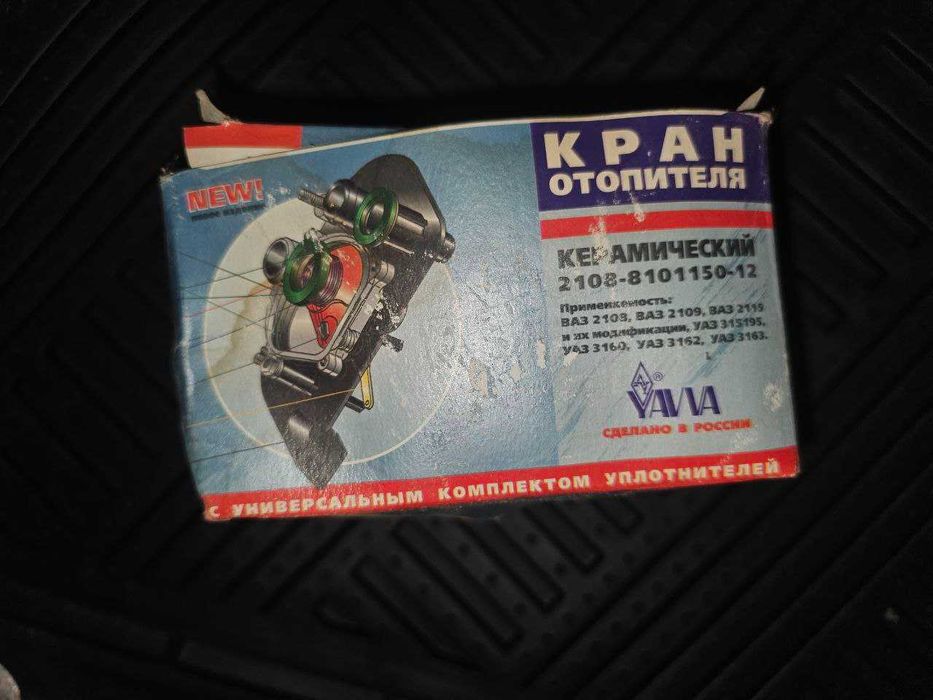 NEW!
КРАН
ОТОПИТЕЛЯ
КЕРАМИЧЕСКИЙ
2108-8101150-12
Применяемость:
ВАЗ 2108, ВАЗ 2109, ВАЗ 2115
и их модификации, УАЗ 315195,
УАЗ 3160, УАЗ 3162, УАЗ 3163.
®
СДЕЛАНО В РОССИИ
С УНИВЕРСАЛЬНЫМ КОМПЛЕКТОМ УПЛОТНИТЕЛЕЙ